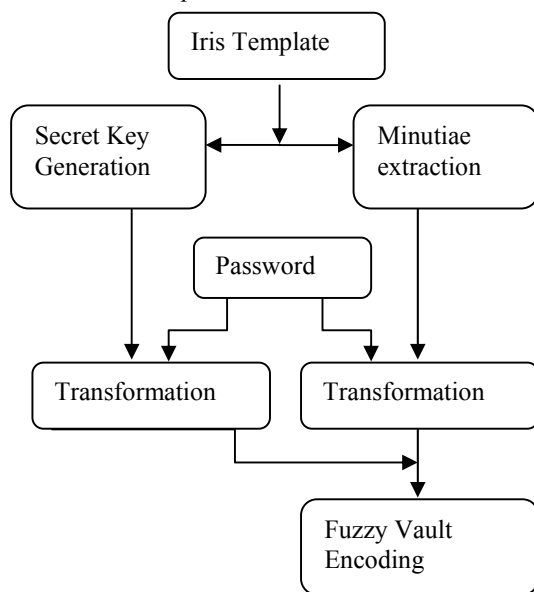 Iris Template
Secret Key
Generation
Minutiae
extraction
Password
Transformation
Transformation
Fuzzy Vault
Encoding